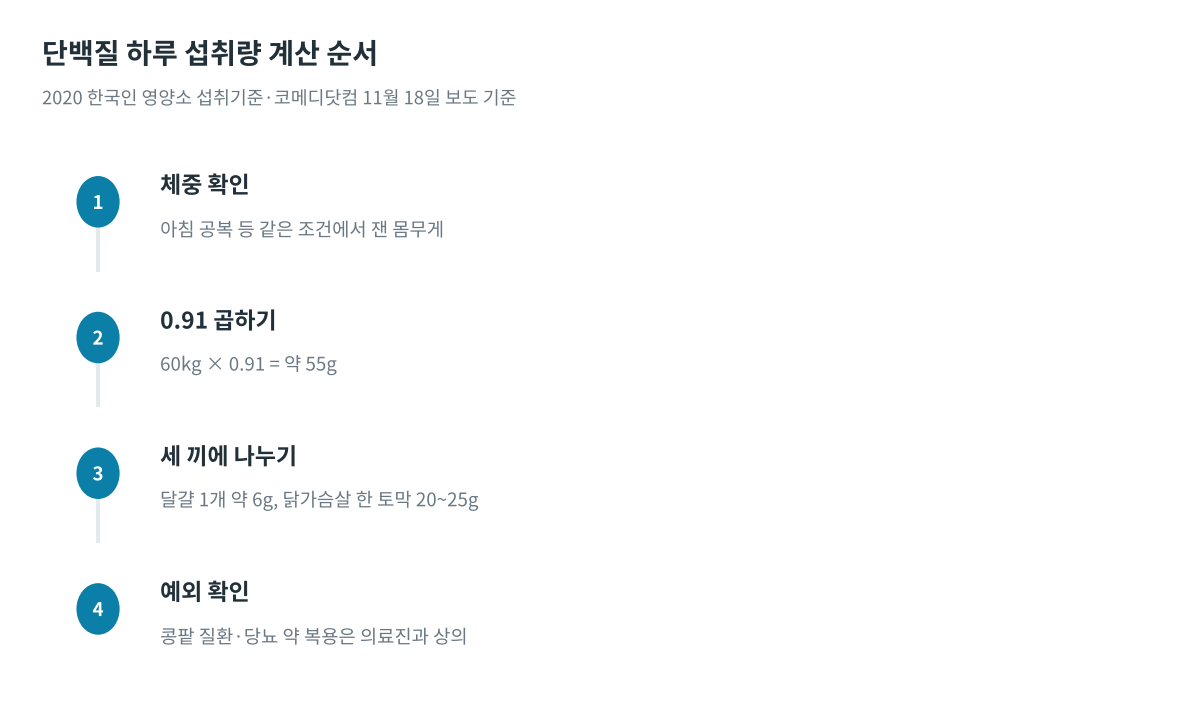 단백질 하루 섭취량 계산 순서
2020 한국인 영양소 섭취기준·코메디닷컴 11월 18일 보도 기준
1
체중 확인
아침 공복 등 같은 조건에서 잰 몸무게
2
0.91 곱하기
60kg × 0.91 = 약 55g
3
세 끼에 나누기
달걀 1개 약 6g, 닭가슴살 한 토막 20~25g
4
예외 확인
콩팥 질환·당뇨 약 복용은 의료진과 상의